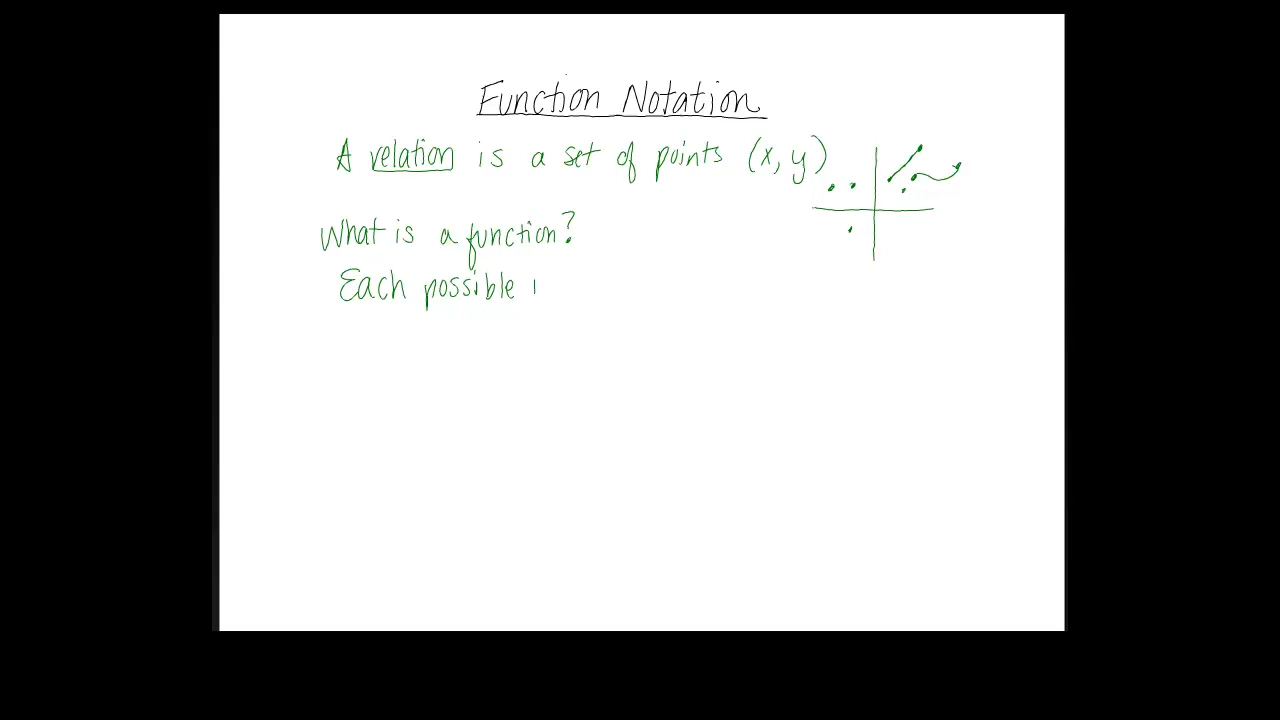 Function Notation
A relation is a set of points (x, y)
What is a function?
Each possible